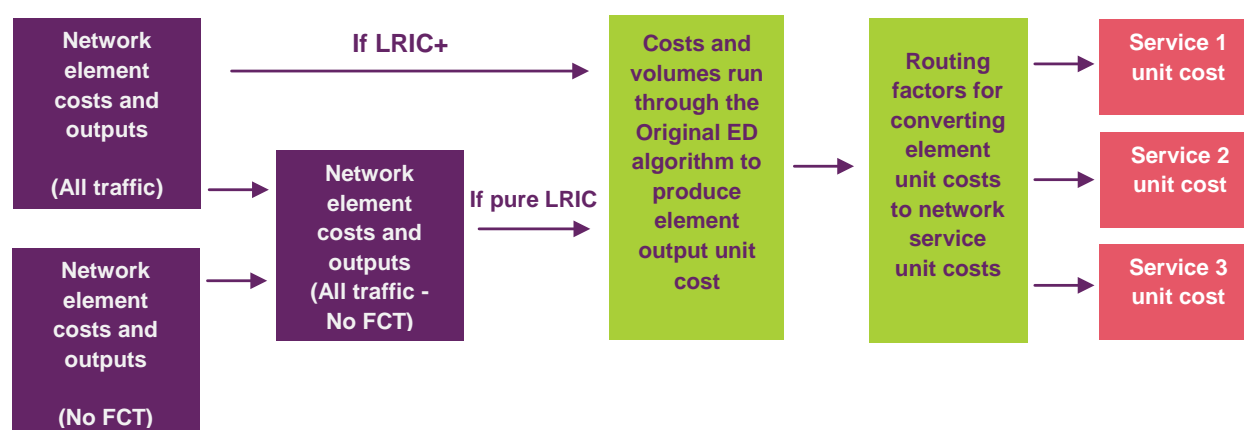 Network
element
costs and
outputs
(All traffic)
Network
element
costs and
outputs
(No FCT)
If LRIC+
Network
element
costs and
outputs
(All traffic -
No FCT)
If pure LRIC
Costs and
volumes run
through the
Original ED
algorithm to
produce
element
output unit
cost
Routing
factors for
converting
element
unit costs
to network
service
unit costs
Service 1
unit cost
Service 2
unit cost
Service 3
unit cost